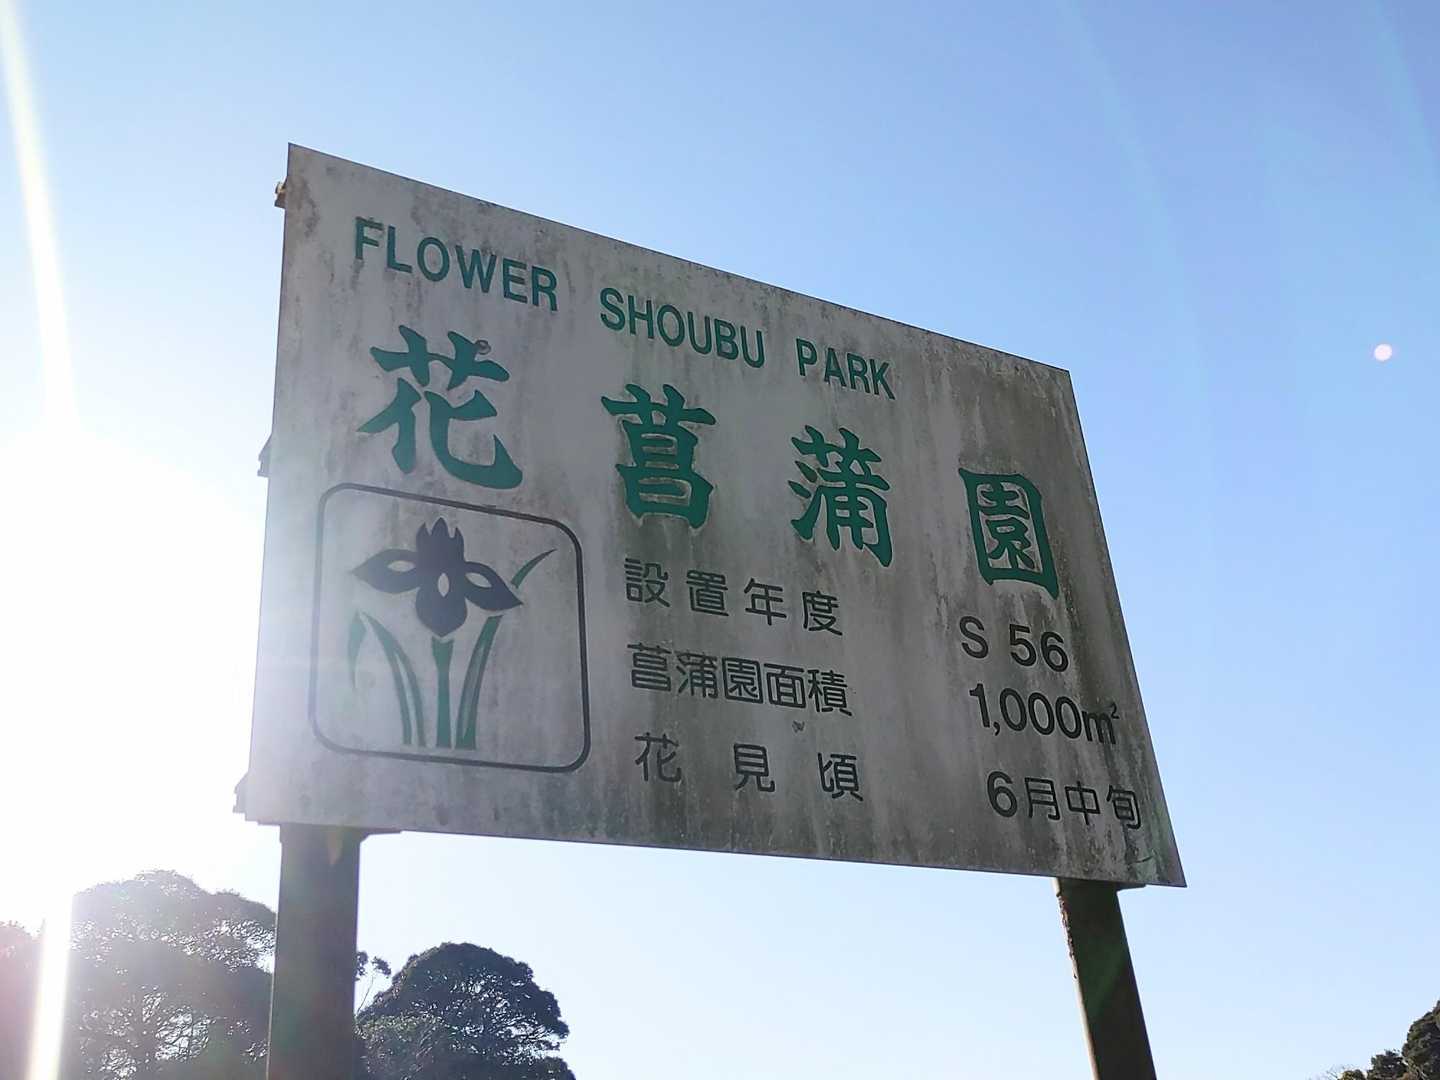 FLOWER SHOUBU PARK
花菖蒲園
設置年度 S 56
菖蒲園面積 1,000m²
花見頃 6月中旬